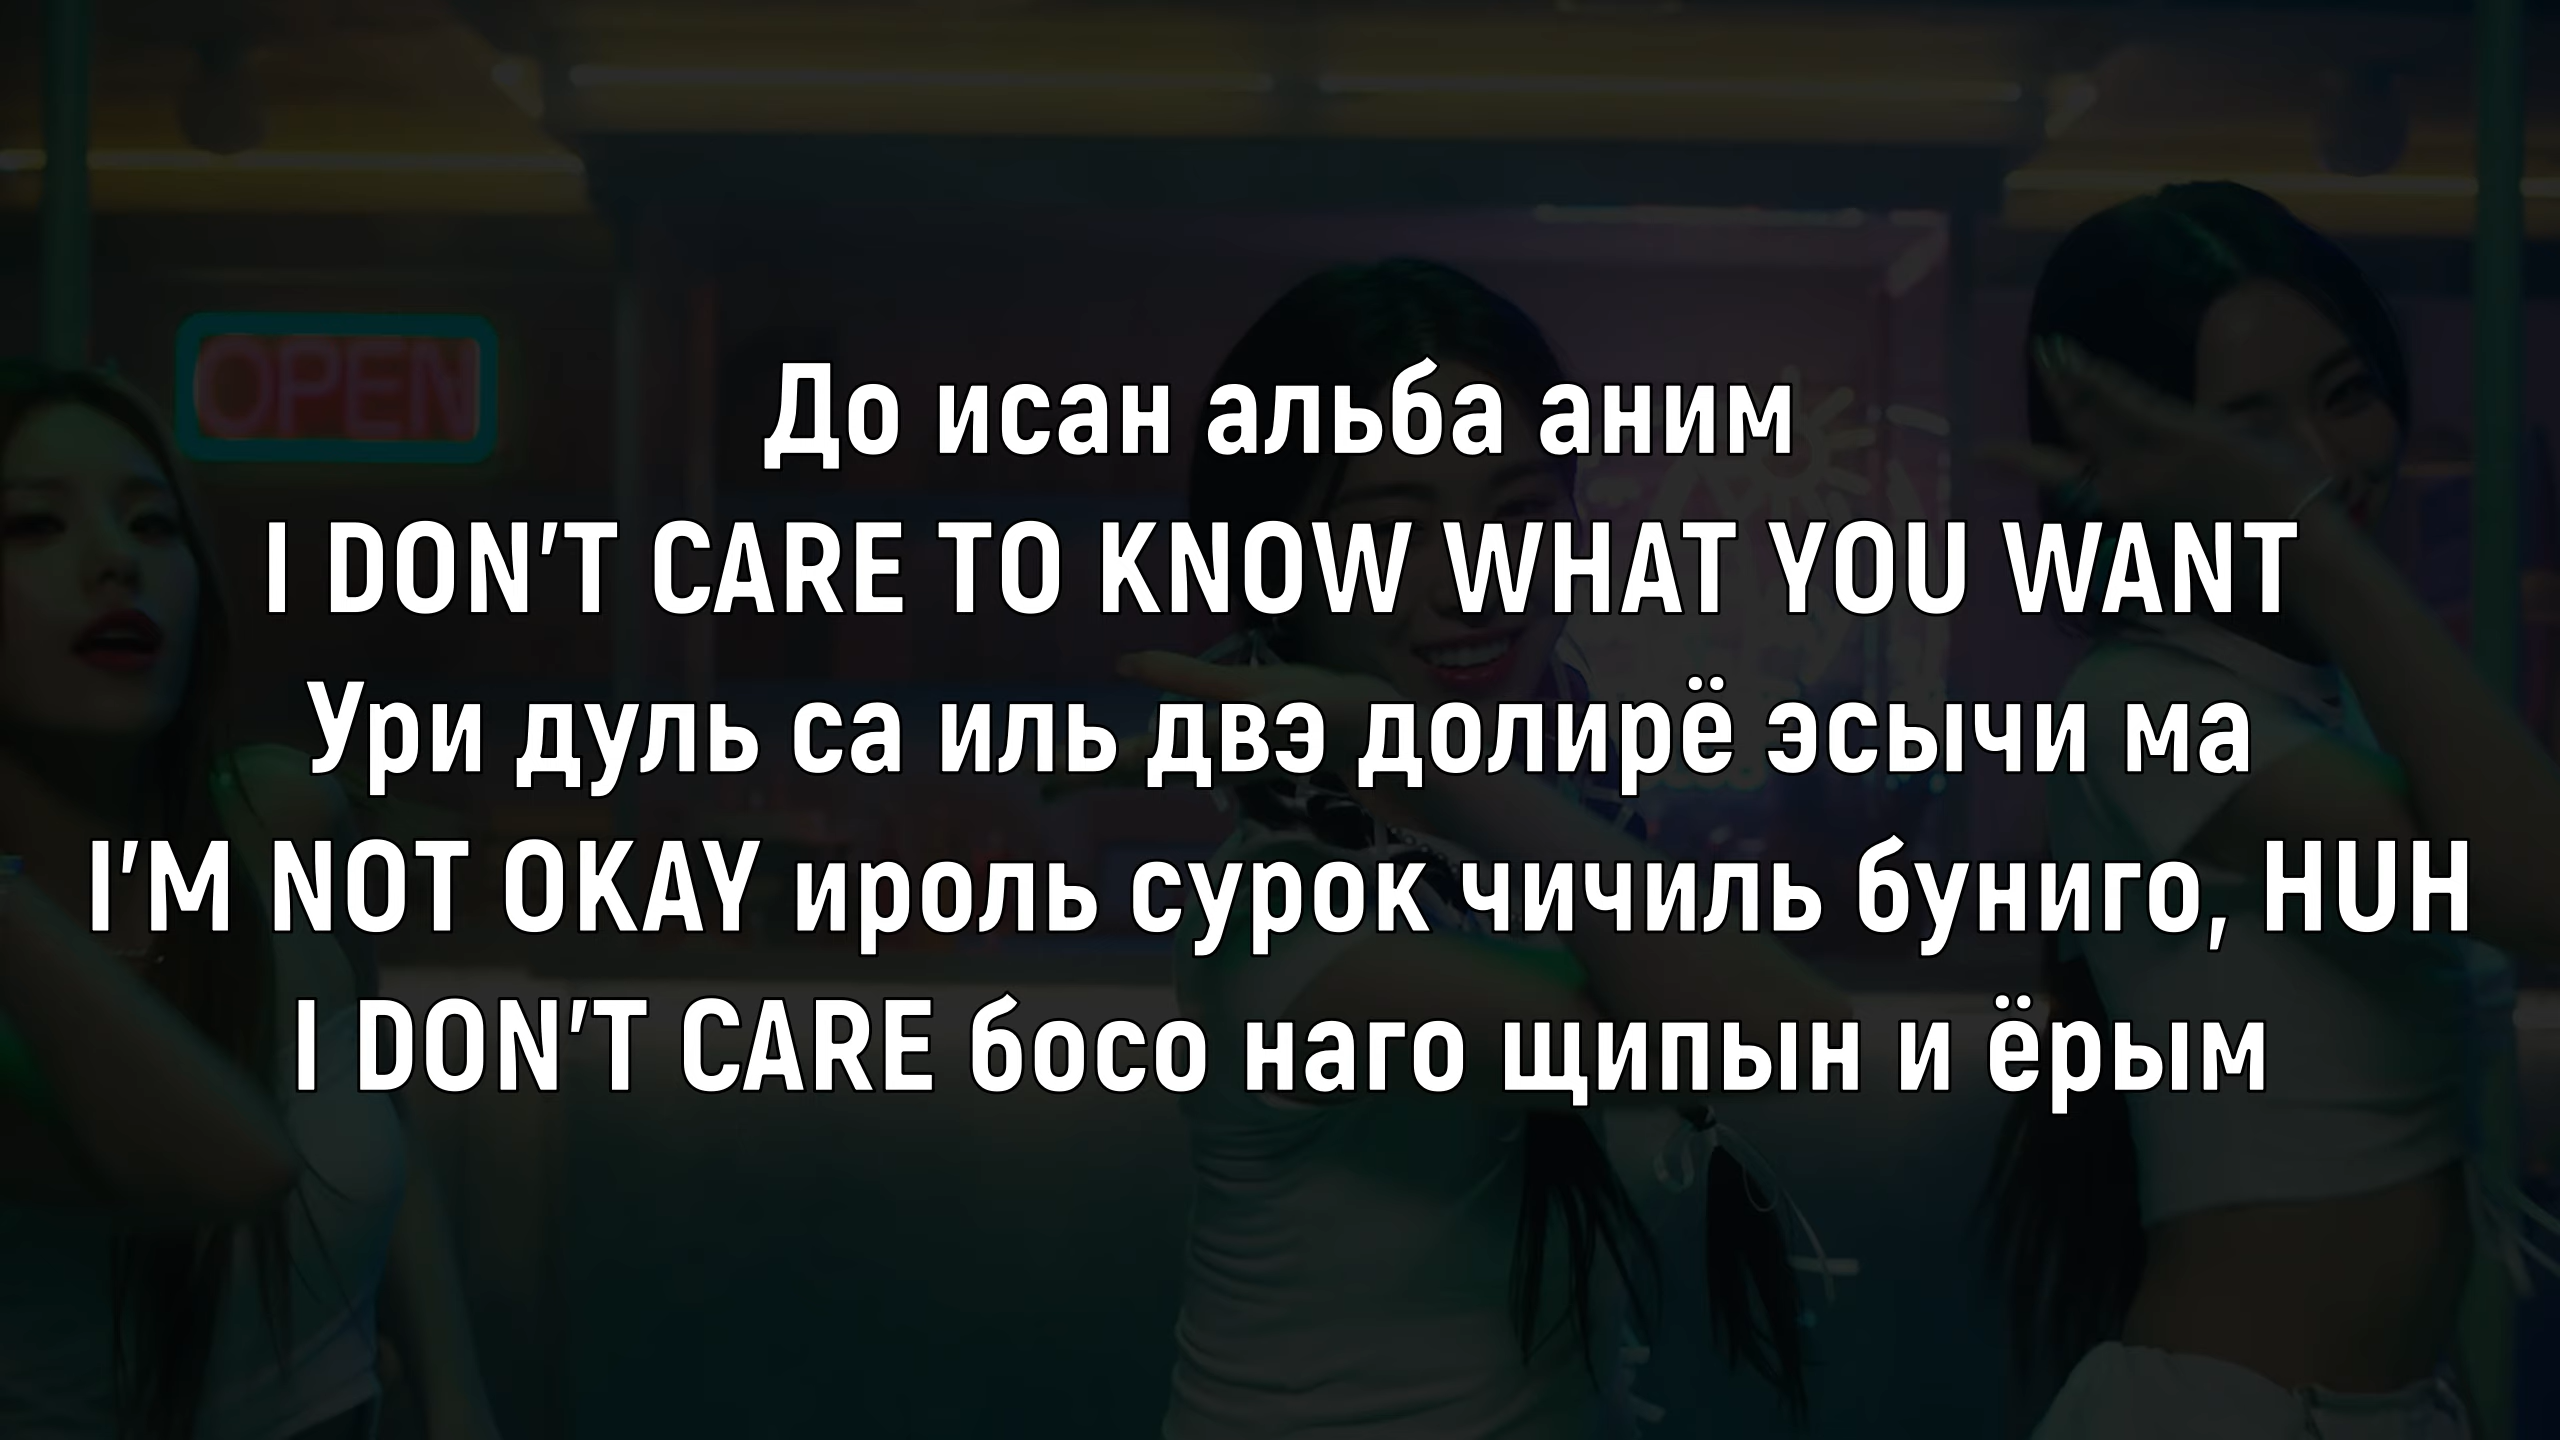 OPEN
До исан альба аним
I DON'T CARE TO KNOW WHAT YOU WANT
Ури дуль са иль двэ долирё эсычи ма
I'M NOT OKAY ироль сурок чичиль буниго, HUH
I DON'T CARE босо наго щипын и ёрым